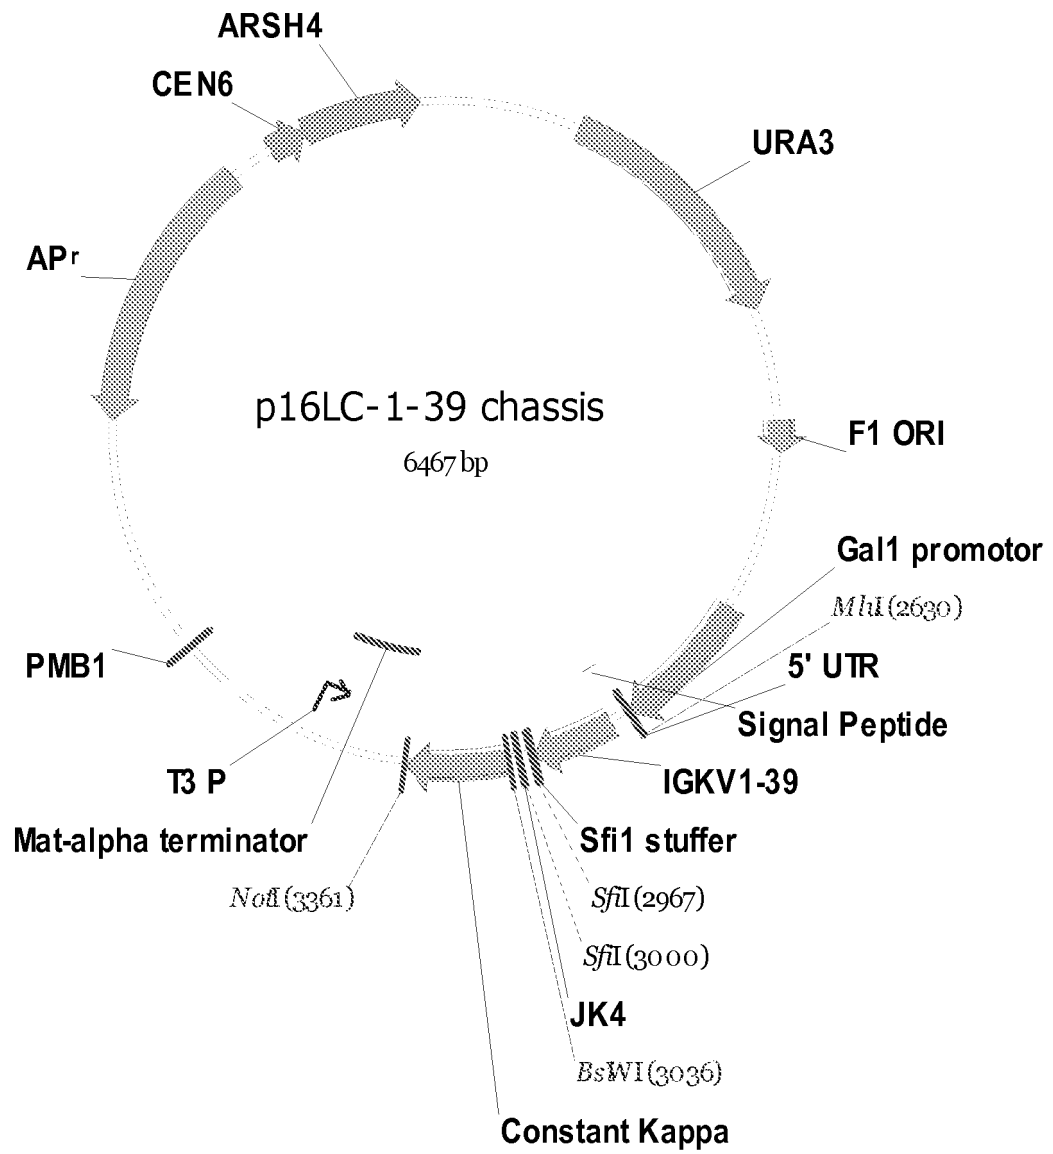 ARSH4
CEN6
URA3
APr
p16LC-1-39 chassis
6467 bp
F1 ORI
Gal1 promotor
MluI (2630)
5' UTR
PMB1
Signal Peptide
T3 P
IGKV1-39
Mat-alpha terminator
Sfi1 stuffer
NotI (3361)
SfiI (2967)
SfiI (3000)
JK4
BsWI (3036)
Constant Kappa